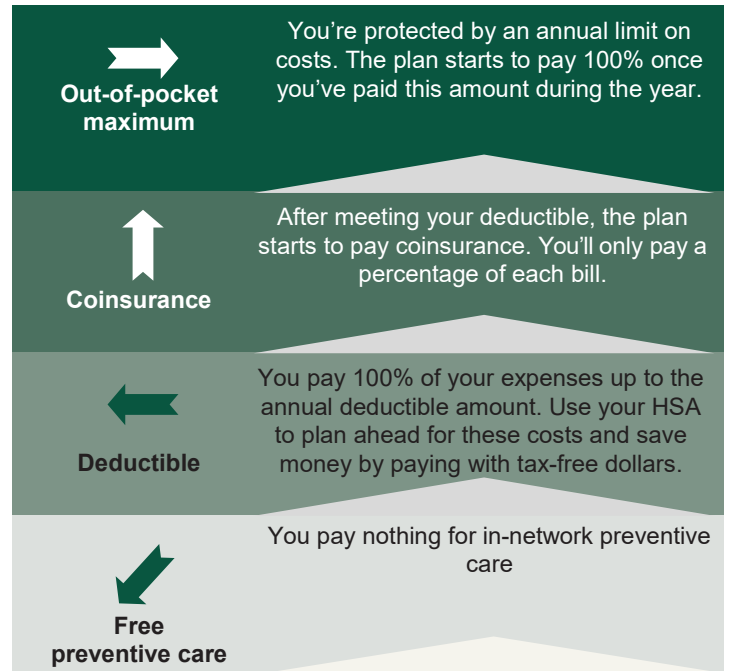 Out-of-pocket
maximum
You’re protected by an annual limit on
costs. The plan starts to pay 100% once
you’ve paid this amount during the year.
Coinsurance
After meeting your deductible, the plan
starts to pay coinsurance. You’ll only pay a
percentage of each bill.
Deductible
You pay 100% of your expenses up to the
annual deductible amount. Use your HSA
to plan ahead for these costs and save
money by paying with tax-free dollars.
Free
preventive care
You pay nothing for in-network preventive
care